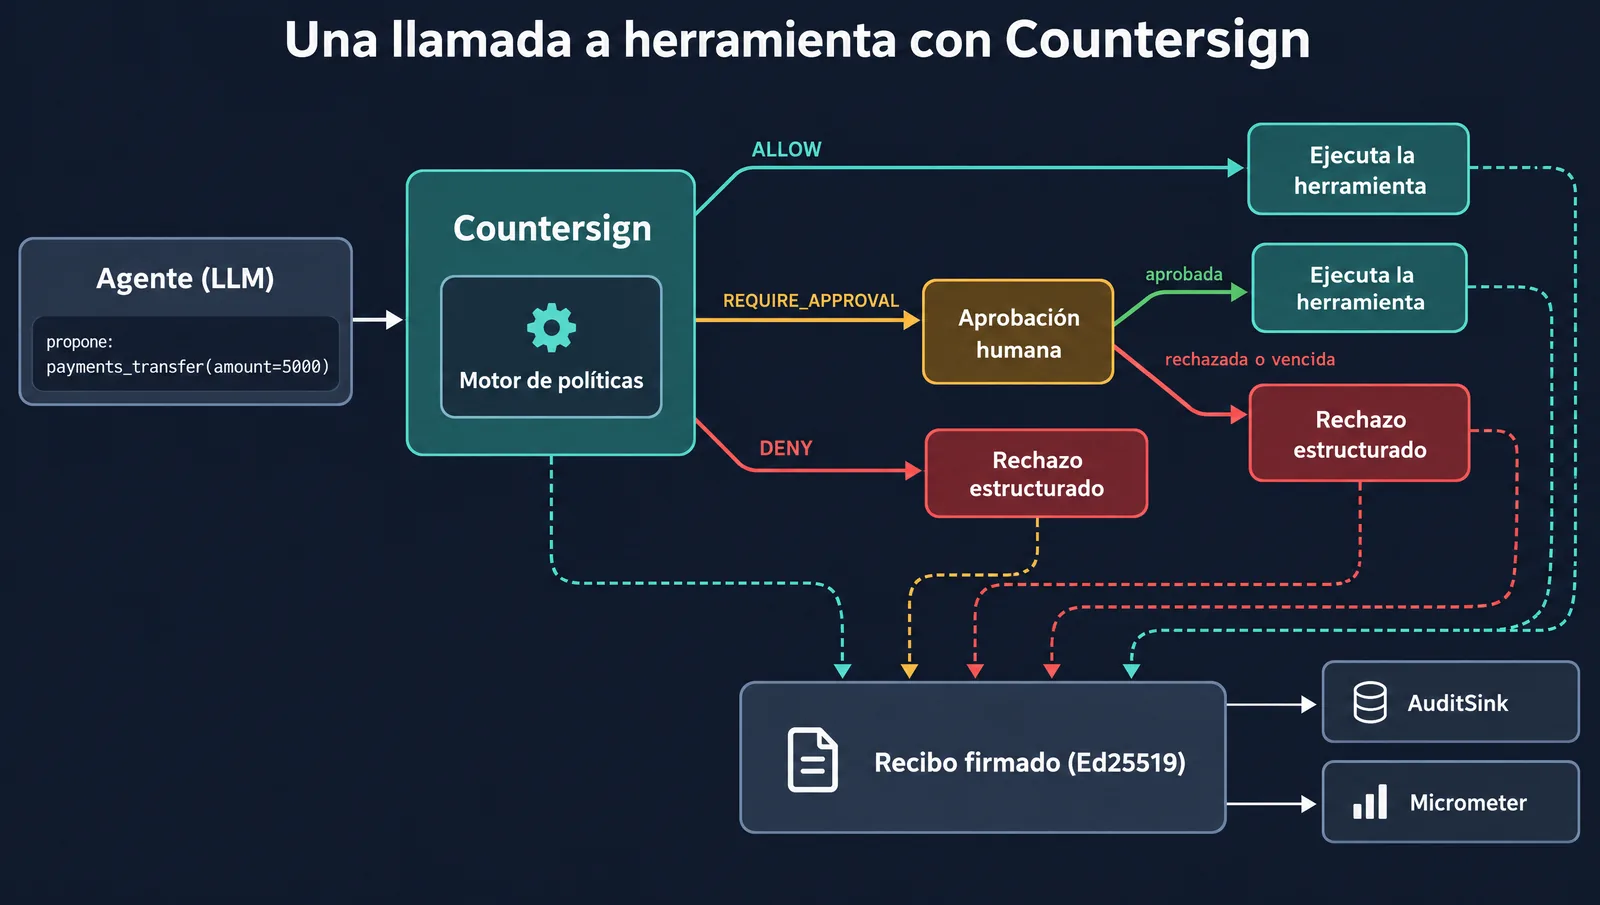 Una llamada a herramienta con Countersign
Agente (LLM)
propone:
payments_transfer(amount=5000)
Countersign
Motor de políticas
ALLOW
Ejecuta la
herramienta
REQUIRE_APPROVAL
Aprobación
humana
aprobada
Ejecuta la
herramienta
rechazada o vencida
Rechazo
estructurado
DENY
Rechazo
estructurado
Recibo firmado (Ed25519)
AuditSink
Micrometer